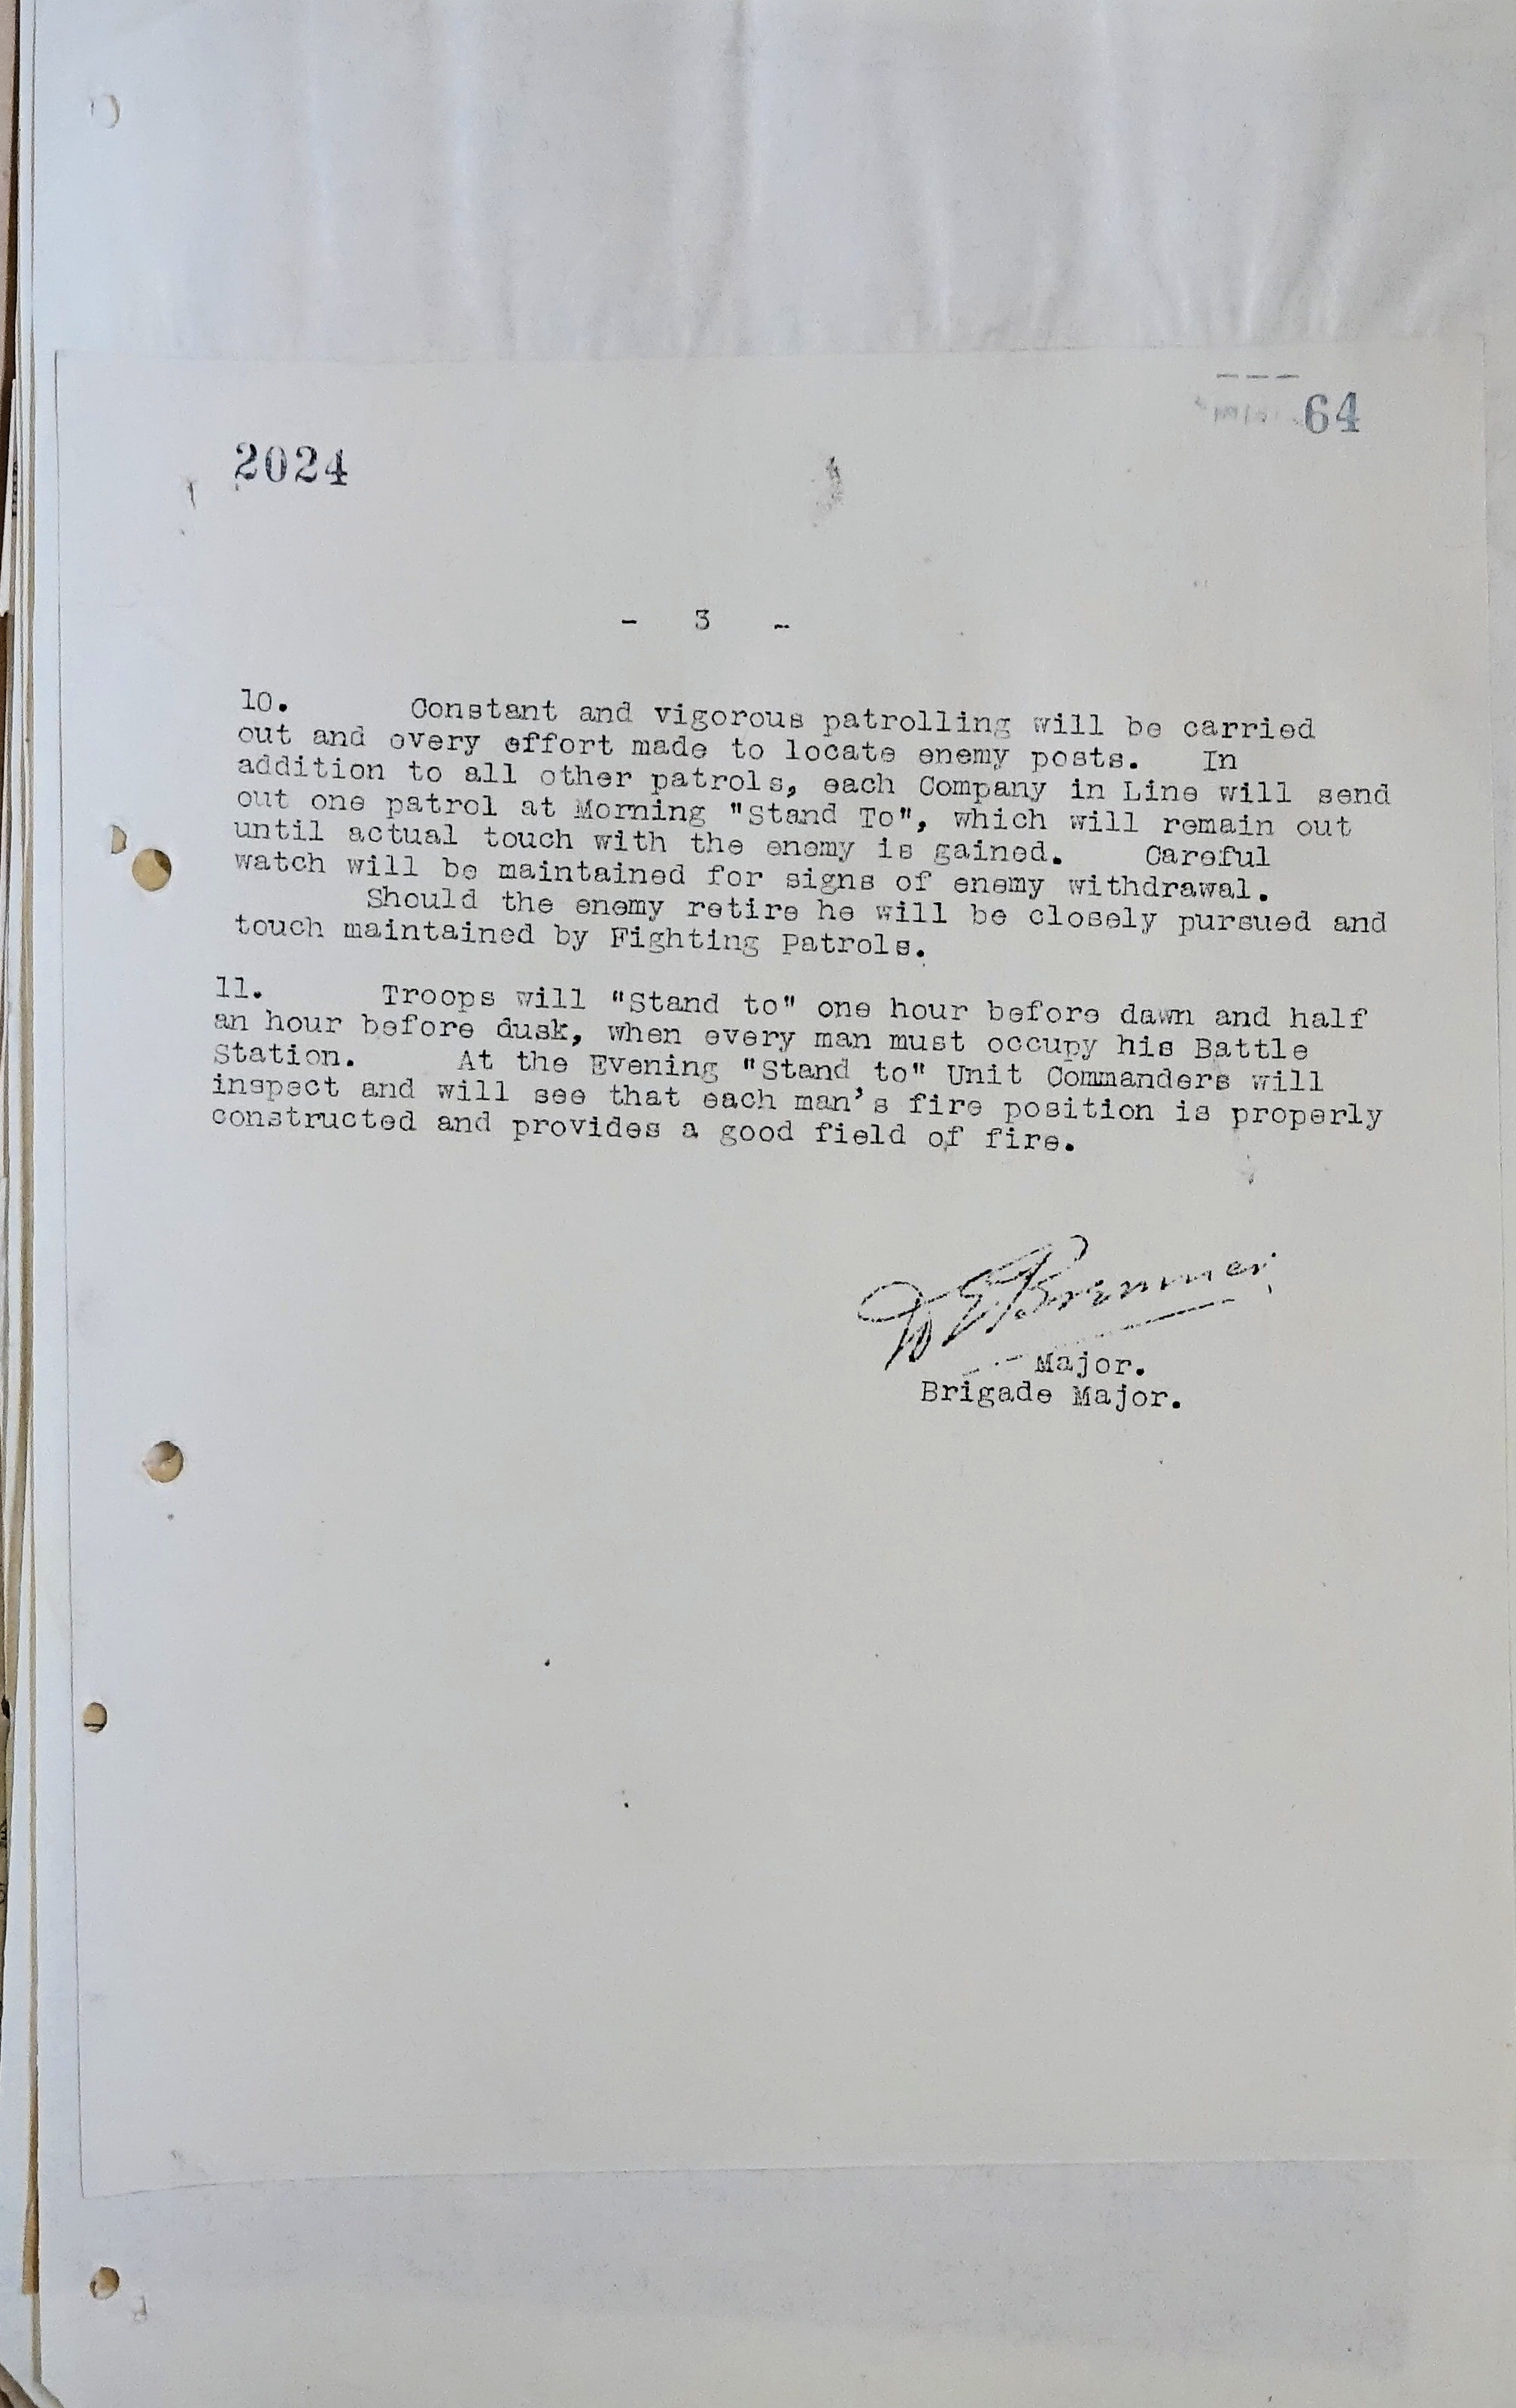 64
2024
- 3 -
10. Constant and vigorous patrolling will be carried
out and every effort made to locate enemy posts. In
addition to all other patrols, each Company in Line will send
out one patrol at Morning "Stand To", which will remain out
until actual touch with the enemy is gained. Careful
watch will be maintained for signs of enemy withdrawal.
Should the enemy retire he will be closely pursued and
touch maintained by Fighting Patrols.
11. Troops will "Stand to" one hour before dawn and half
an hour before dusk, when every man must occupy his Battle
Station. At the Evening "Stand to" Unit Commanders will
inspect and will see that each man's fire position is properly
constructed and provides a good field of fire.
Major.
Brigade Major.